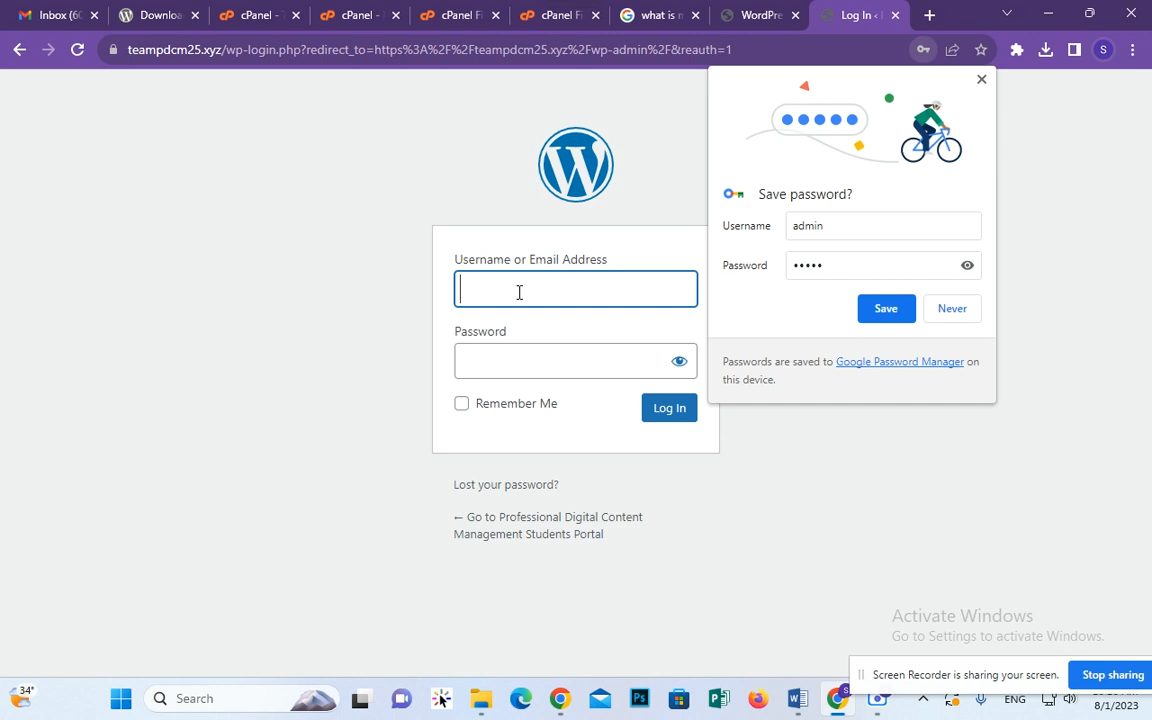 Inbox (60
Downloa
cPanel -
cPanel -
cPanel Fi
cPanel Fi
what is m
WordPre
Log In ‹
teampdcm25.xyz/wp-login.php?redirect_to=https%3A%2F%2Fteampdcm25.xyz%2Fwp-admin%2F&reauth=1
S
Save password?
Username
admin
Password
•••••
Save
Never
Passwords are saved to Google Password Manager on
this device.
Username or Email Address
Password
Remember Me
Log In
Lost your password?
← Go to Professional Digital Content
Management Students Portal
Activate Windows
Go to Settings to activate Windows.
Screen Recorder is sharing your screen.
Stop sharing
34°
Search
ENG
8/1/2023